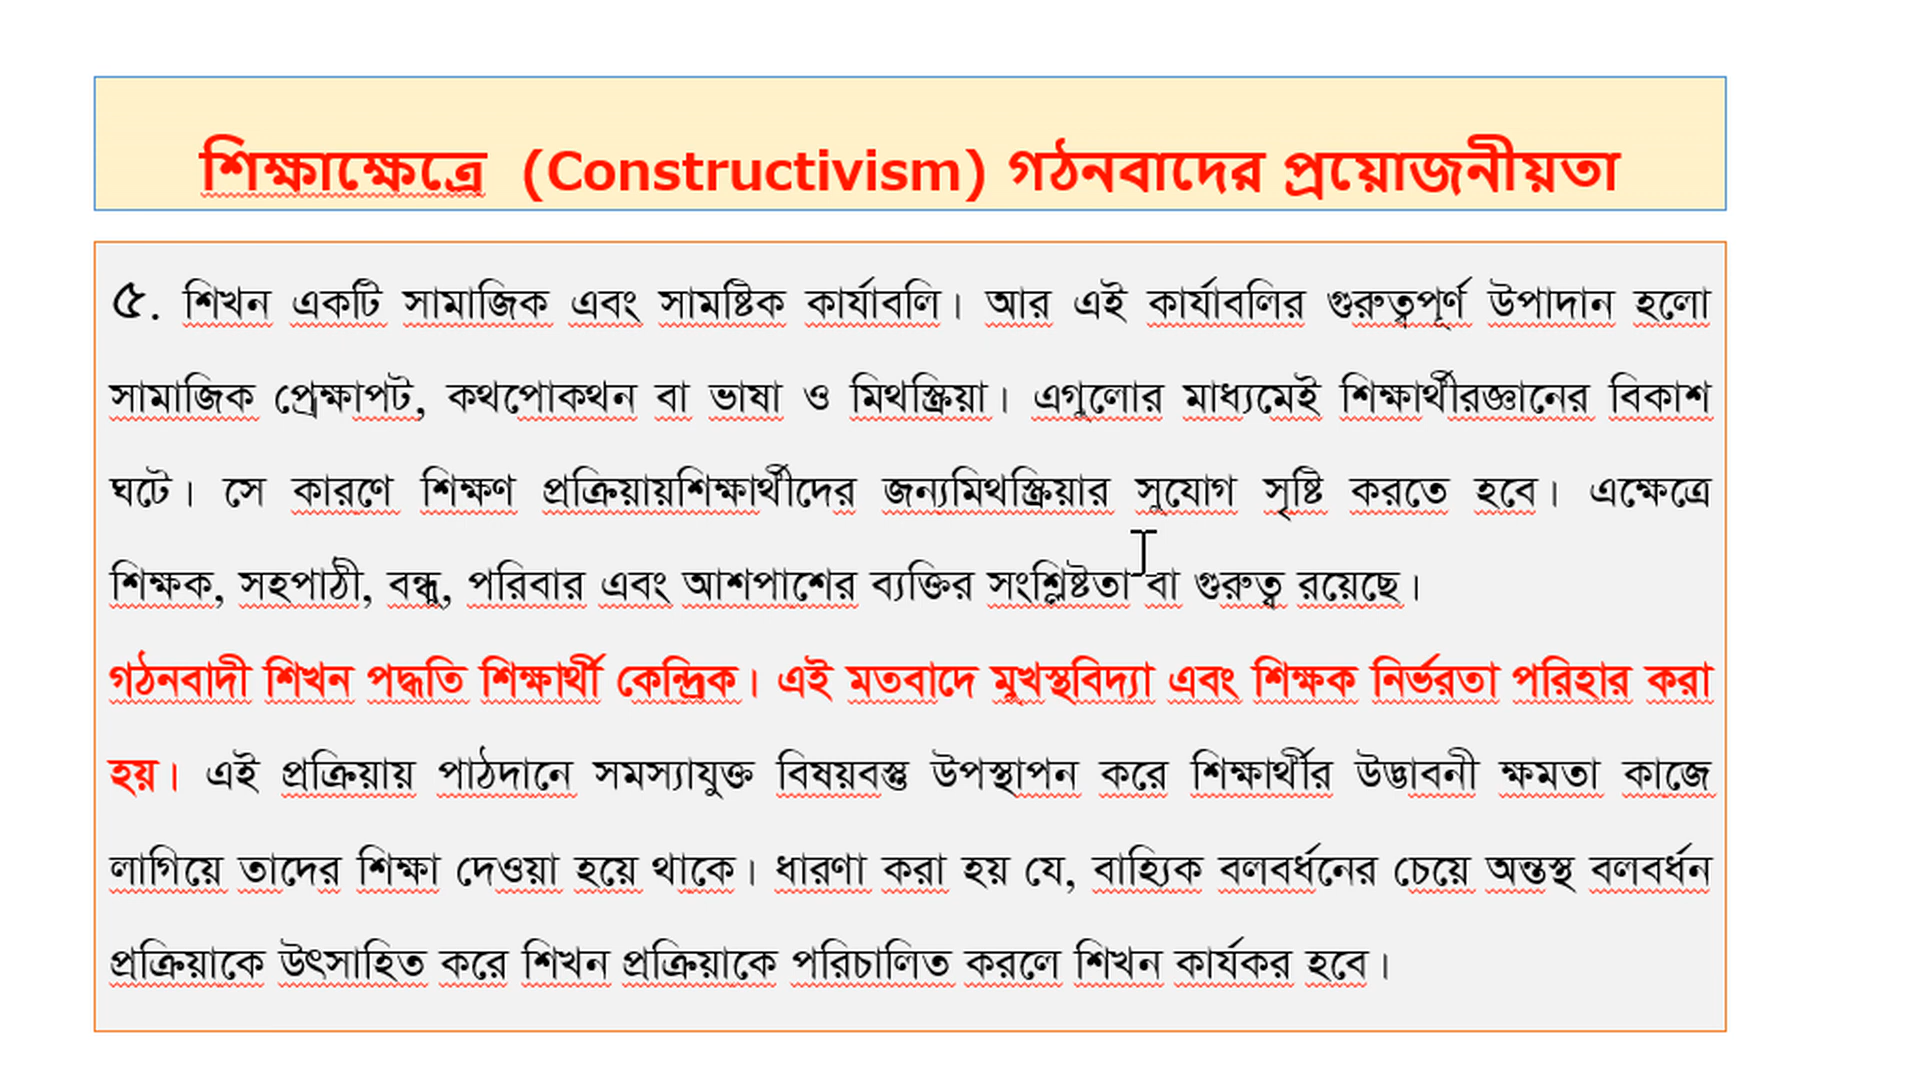 শিক্ষাক্ষেত্রে (Constructivism) গঠনবাদের প্রয়োজনীয়তা
৫. শিখন একটি সামাজিক এবং সামষ্টিক কার্যাবলি। আর এই কার্যাবলির গুরুত্বপূর্ণ উপাদান হলো
সামাজিক প্রেক্ষাপট, কথপোকথন বা ভাষা ও মিথস্ক্রিয়া। এগুলোর মাধ্যমেই শিক্ষার্থীরজ্ঞানের বিকাশ
ঘটে। সে কারণে শিক্ষণ প্রক্রিয়ায়শিক্ষার্থীদের জন্যমিথস্ক্রিয়ার সুযোগ সৃষ্টি করতে হবে। এক্ষেত্রে
শিক্ষক, সহপাঠী, বন্ধু, পরিবার এবং আশপাশের ব্যক্তির সংশ্লিষ্টতা বা গুরুত্ব রয়েছে।
গঠনবাদী শিখন পদ্ধতি শিক্ষার্থী কেন্দ্রিক। এই মতবাদে মুখস্থবিদ্যা এবং শিক্ষক নির্ভরতা পরিহার করা
হয়। এই প্রক্রিয়ায় পাঠদানে সমস্যাযুক্ত বিষয়বস্তু উপস্থাপন করে শিক্ষার্থীর উদ্ভাবনী ক্ষমতা কাজে
লাগিয়ে তাদের শিক্ষা দেওয়া হয়ে থাকে। ধারণা করা হয় যে, বাহ্যিক বলবর্ধনের চেয়ে অন্তস্থ বলবর্ধন
প্রক্রিয়াকে উৎসাহিত করে শিখন প্রক্রিয়াকে পরিচালিত করলে শিখন কার্যকর হবে।